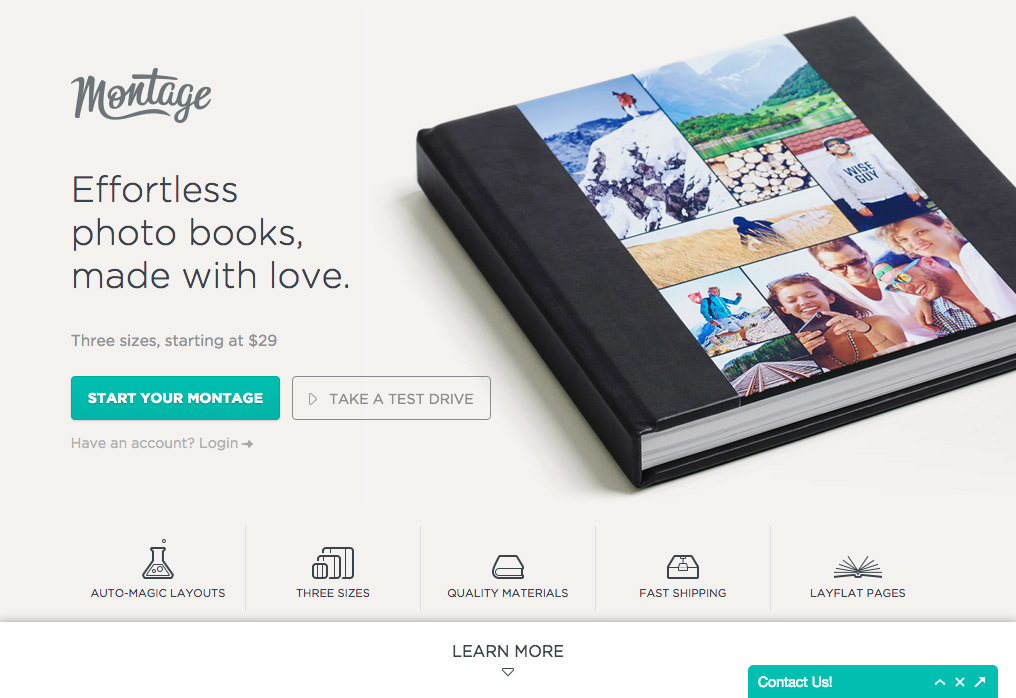 Montage
Effortless
photo books,
made with love.
Three sizes, starting at $29
START YOUR MONTAGE
TAKE A TEST DRIVE
Have an account? Login
WISE
GUY
AUTO-MAGIC LAYOUTS
THREE SIZES
QUALITY MATERIALS
FAST SHIPPING
LAYFLAT PAGES
LEARN MORE
Contact Us!